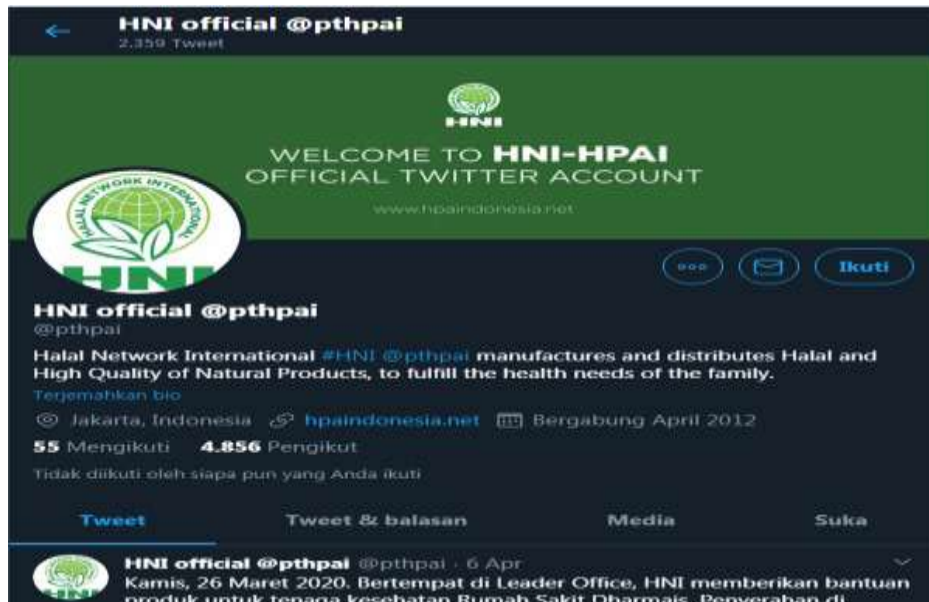 HNI official @pthpai
2.359 Tweet
HNI
WELCOME TO HNI-HPAI
OFFICIAL TWITTER ACCOUNT
www.hpaindonesia.net
HALAL NETWORK INTERNATIONAL
HNI
Ikuti
HNI official @pthpai
@pthpai
Halal Network International #HNI @pthpai manufactures and distributes Halal and
High Quality of Natural Products, to fulfill the health needs of the family.
Terjemahkan bio
Jakarta, Indonesia hpaindonesia.net Bergabung April 2012
55 Mengikuti 4.856 Pengikut
Tidak diikuti oleh siapa pun yang Anda ikuti
Tweet Tweet & balasan Media Suka
HNI official @pthpai @pthpai · 6 Apr
Kamis, 26 Maret 2020. Bertempat di Leader Office, HNI memberikan bantuan
produk untuk tenaga kesehatan Rumah Sakit Dharmais. Penyerahan di